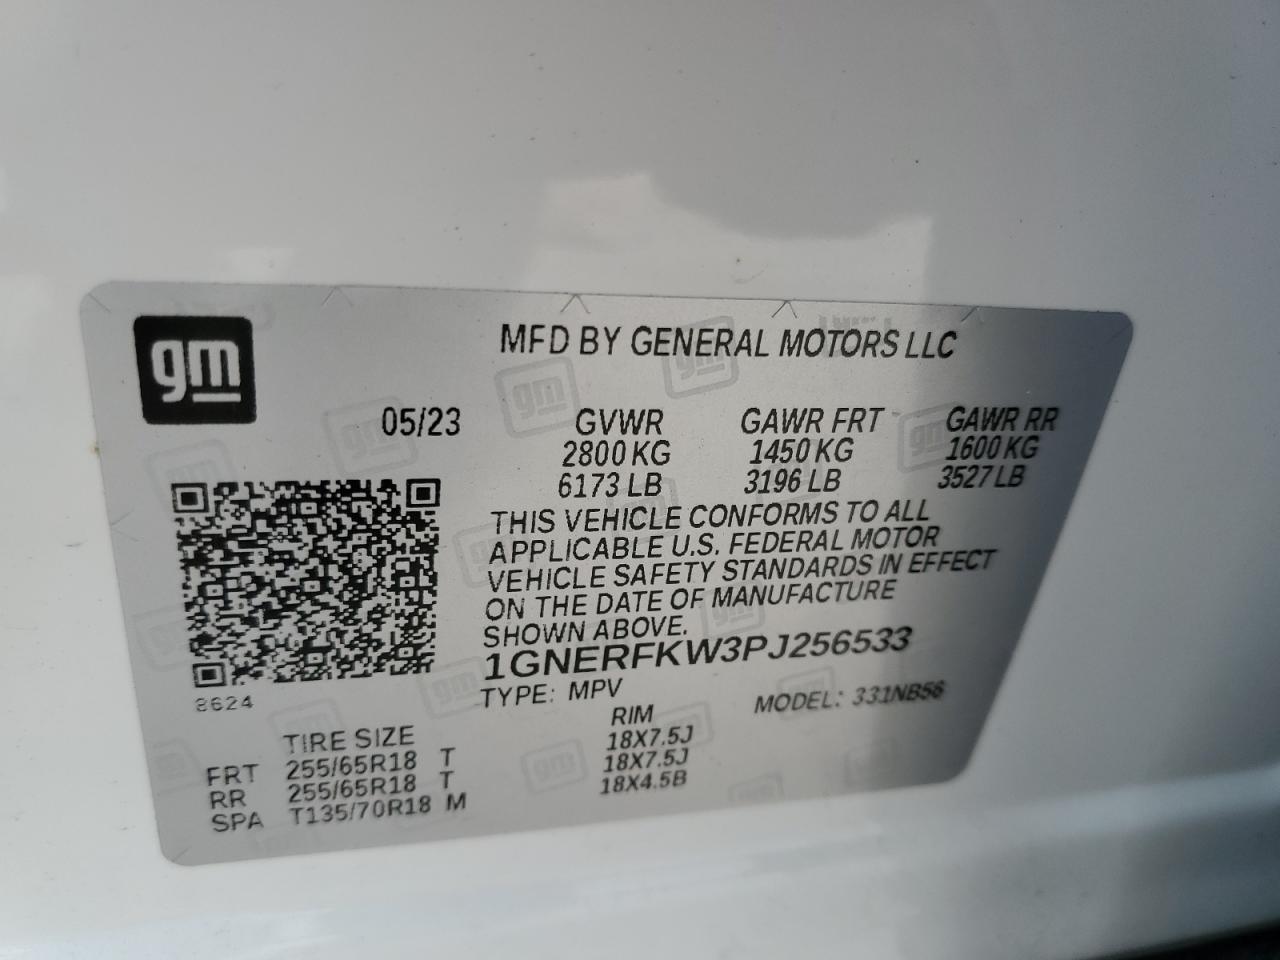 gm
MFD BY GENERAL MOTORS LLC
05/23 GVWR GAWR FRT GAWR RR
2800 KG 1450 KG 1600 KG
6173 LB 3196 LB 3527 LB
THIS VEHICLE CONFORMS TO ALL
APPLICABLE U.S. FEDERAL MOTOR
VEHICLE SAFETY STANDARDS IN EFFECT
ON THE DATE OF MANUFACTURE
SHOWN ABOVE.
1GNERFKW3PJ256533
8624
TYPE: MPV MODEL: 331NB56
TIRE SIZE RIM
FRT 255/65R18 T 18X7.5J
RR 255/65R18 T 18X7.5J
SPA T135/70R18 M 18X4.5B